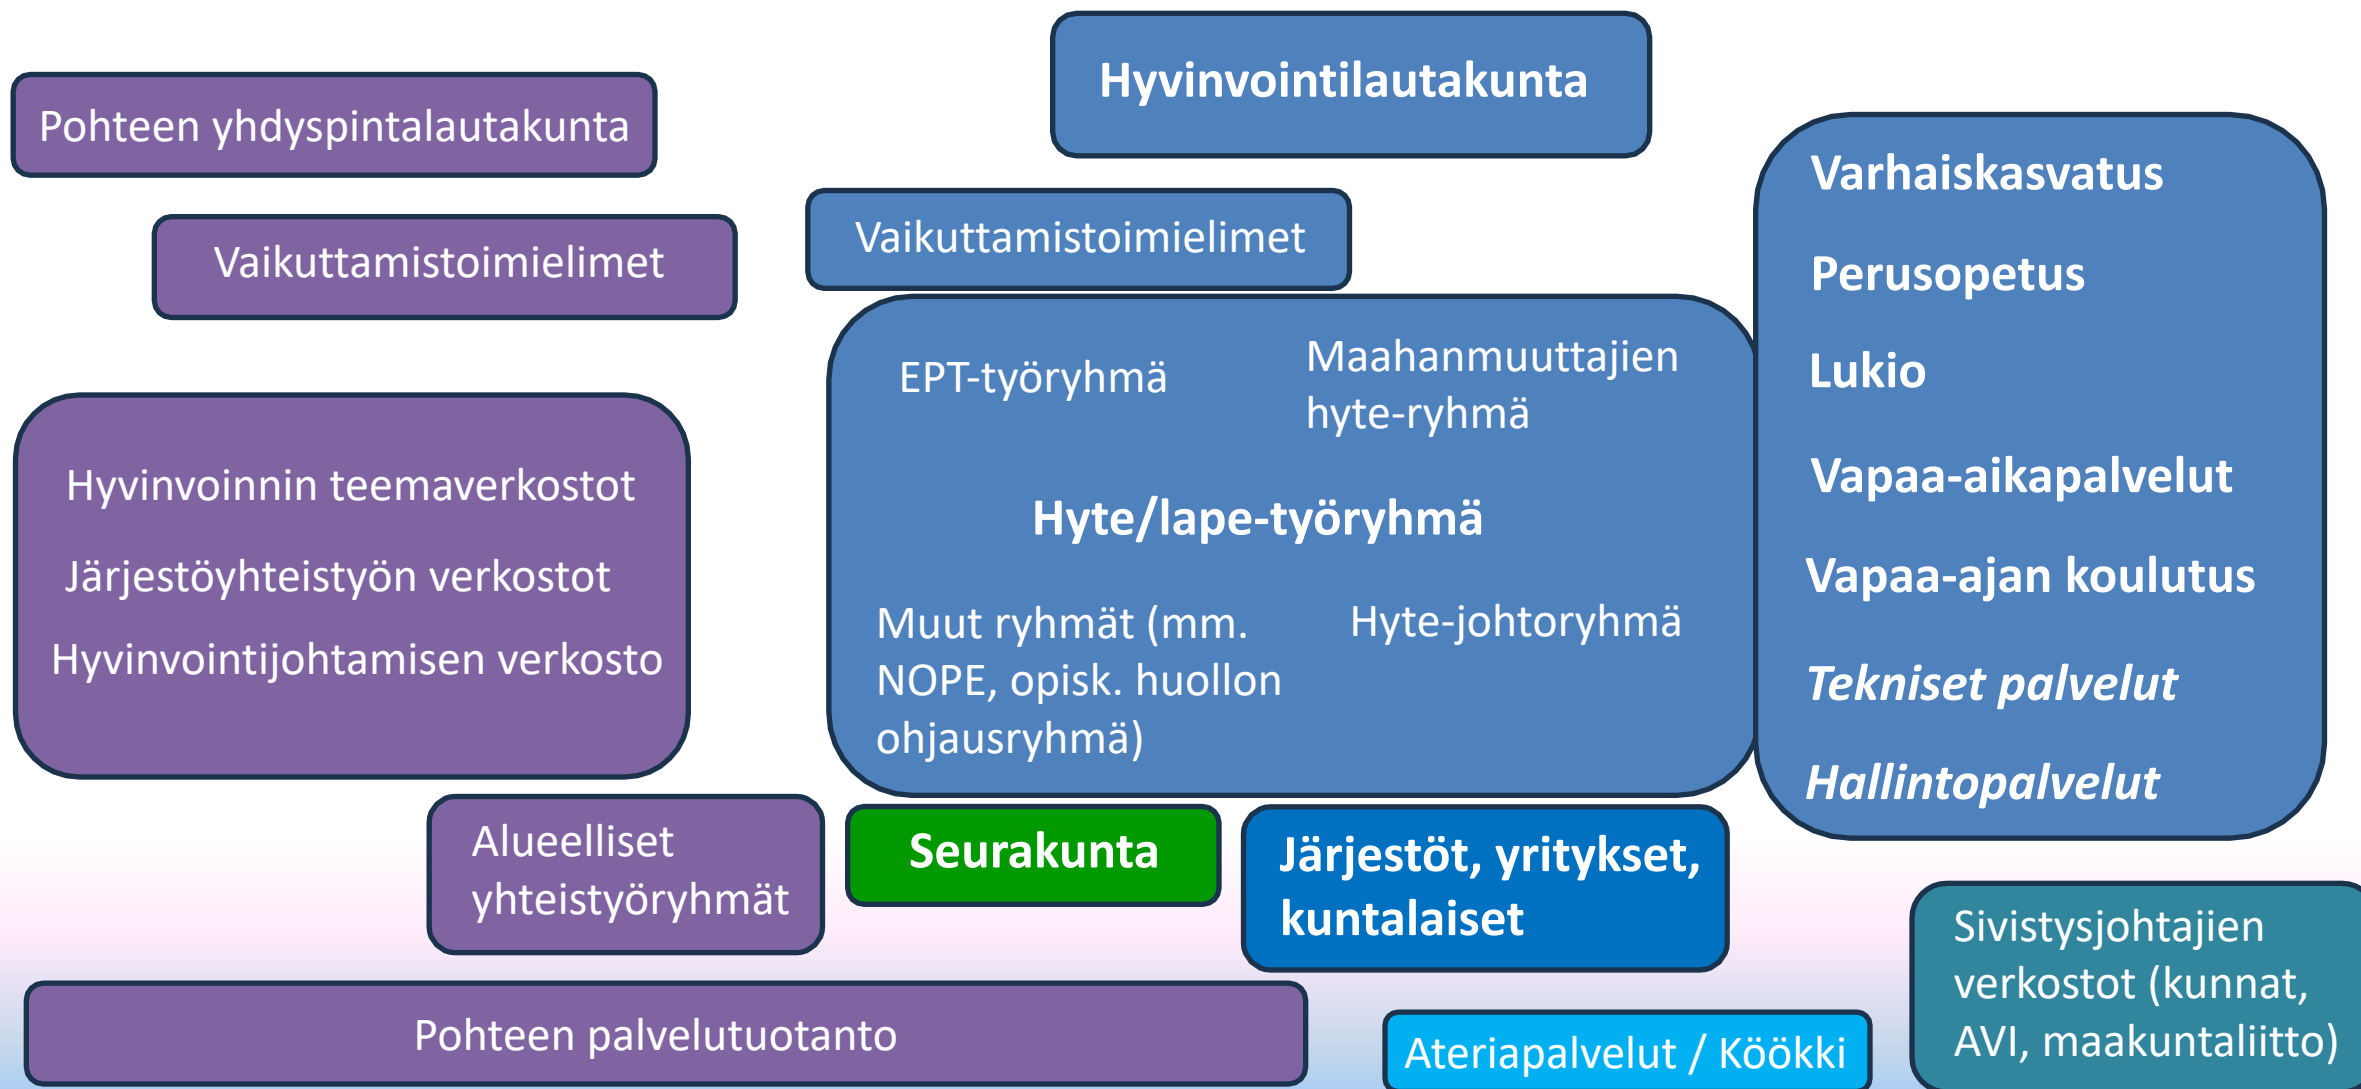 Hyvinvointilautakunta
Pohteen yhdyspintalautakunta
Vaikuttamistoimielimet
Vaikuttamistoimielimet
Hyvinvoinnin teemaverkostot
Järjestöyhteistyön verkostot
Hyvinvointijohtamisen verkosto
EPT-työryhmä
Maahanmuuttajien
hyte-ryhmä
Hyte/lape-työryhmä
Muut ryhmät (mm.
NOPE, opisk. huollon
ohjausryhmä)
Hyte-johtoryhmä
Varhaiskasvatus
Perusopetus
Lukio
Vapaa-aikapalvelut
Vapaa-ajan koulutus
Tekniset palvelut
Hallintopalvelut
Alueelliset
yhteistyöryhmät
Seurakunta
Järjestöt, yritykset,
kuntalaiset
Sivistysjohtajien
verkostot (kunnat,
AVI, maakuntaliitto)
Pohteen palvelutuotanto
Ateriapalvelut / Köökki